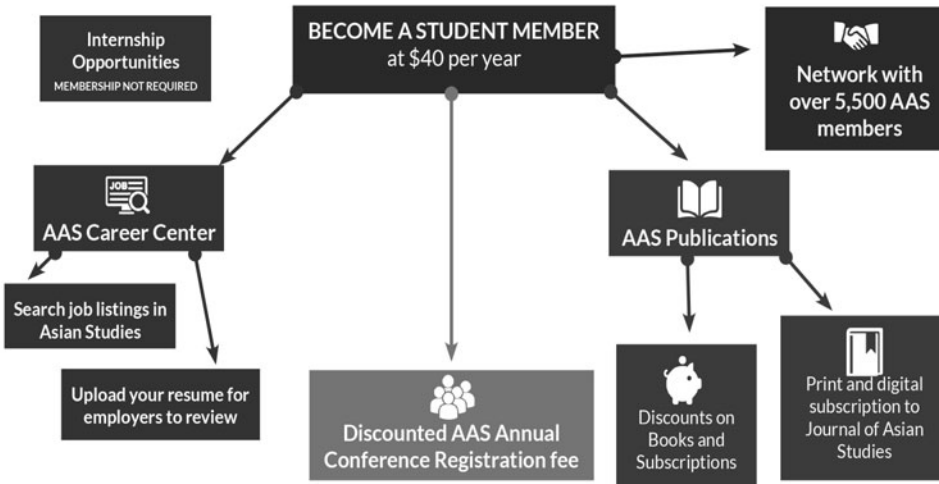 Internship
Opportunities
MEMBERSHIP NOT REQUIRED
BECOME A STUDENT MEMBER
at $40 per year
Network with
over 5,500 AAS
members
JOB
AAS Career Center
AAS Publications
Search job listings in
Asian Studies
Upload your resume for
employers to review
Discounted AAS Annual
Conference Registration fee
Discounts on
Books and
Subscriptions
Print and digital
subscription to
Journal of Asian
Studies